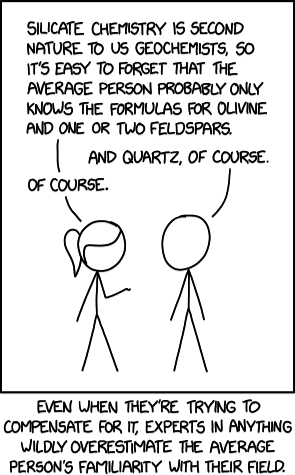 SILICATE CHEMISTRY IS SECOND
NATURE TO US GEOCHEMISTS, SO
IT'S EASY TO FORGET THAT THE
AVERAGE PERSON PROBABLY ONLY
KNOWS THE FORMULAS FOR OLIVINE
AND ONE OR TWO FELDSPARS.
AND QUARTZ, OF COURSE.
OF COURSE.
EVEN WHEN THEY'RE TRYING TO
COMPENSATE FOR IT, EXPERTS IN ANYTHING
WILDLY OVERESTIMATE THE AVERAGE
PERSON'S FAMILIARITY WITH THEIR FIELD.